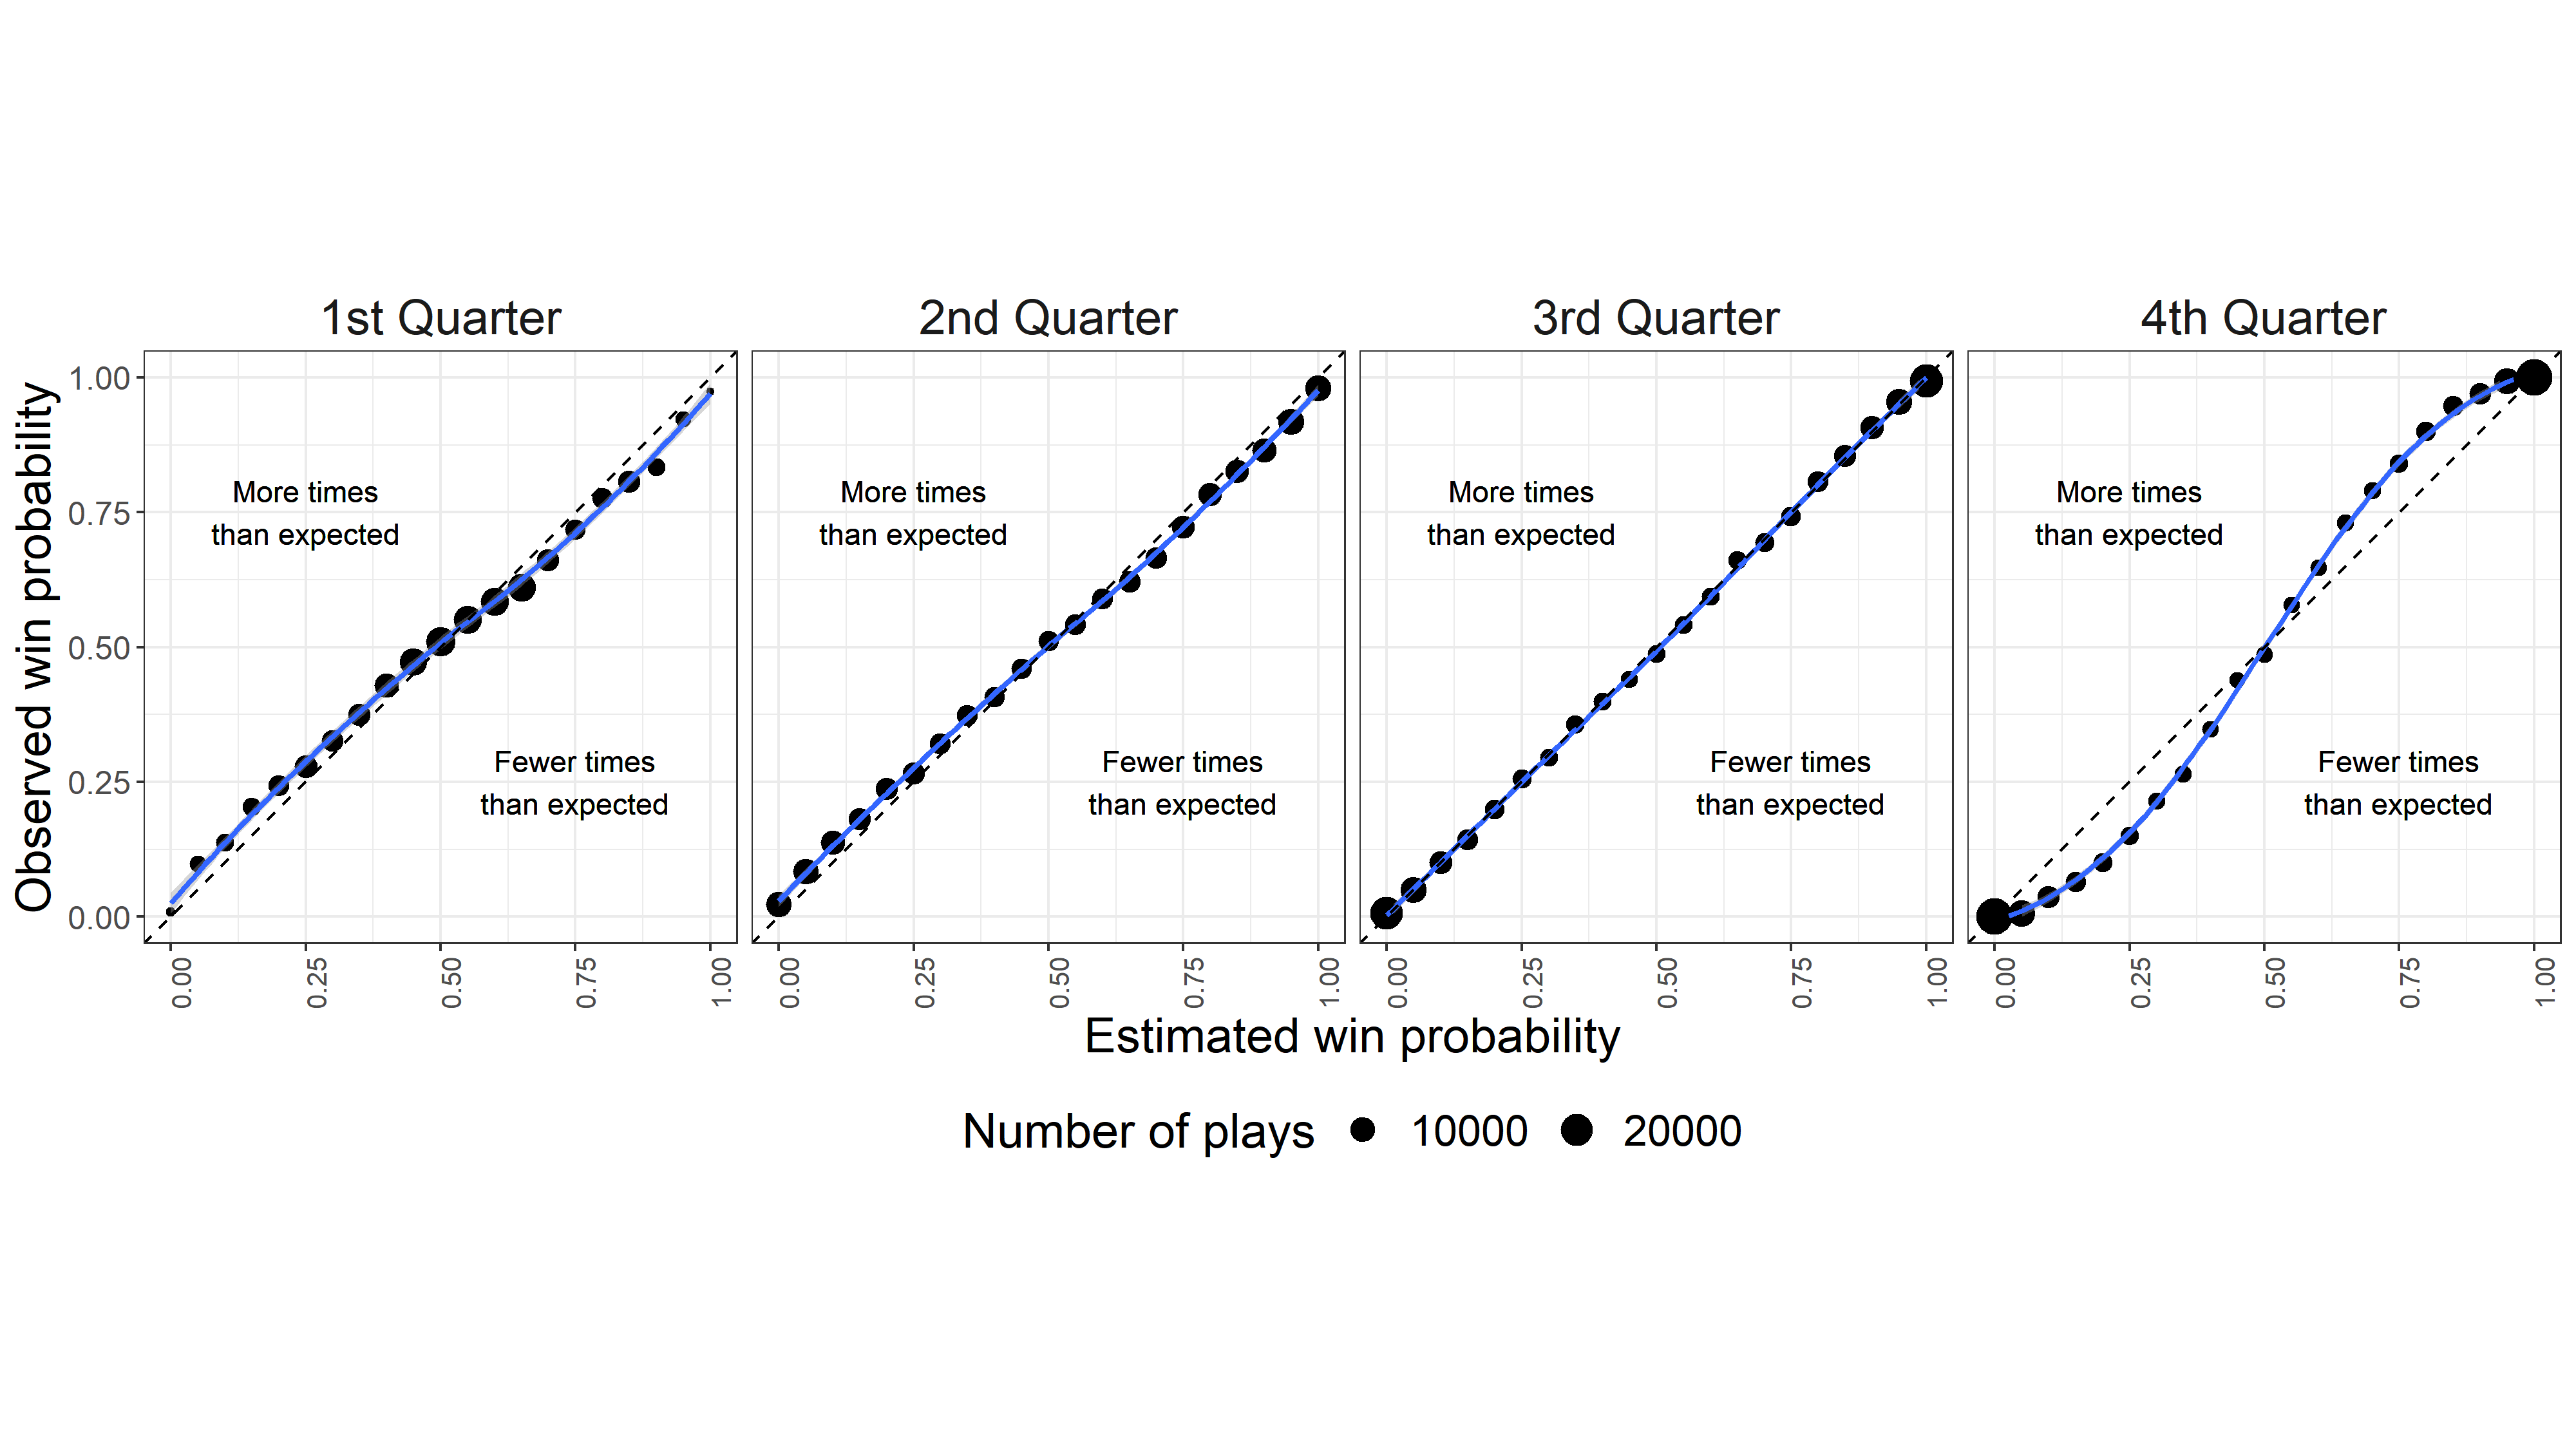 1st Quarter
2nd Quarter
3rd Quarter
4th Quarter
Observed win probability
1.00
0.75
0.50
0.25
0.00
More times
than expected
Fewer times
than expected
More times
than expected
Fewer times
than expected
More times
than expected
Fewer times
than expected
More times
than expected
Fewer times
than expected
0.00
0.25
0.50
0.75
1.00
0.00
0.25
0.50
0.75
1.00
0.00
0.25
0.50
0.75
1.00
0.00
0.25
0.50
0.75
1.00
Estimated win probability
Number of plays 10000 20000